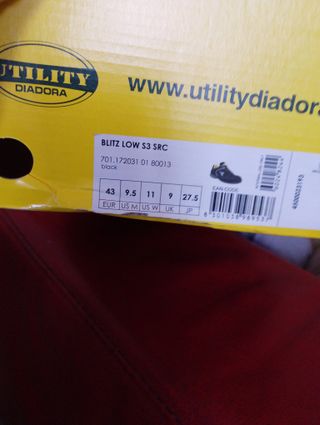 UTILITY
DIADORA
www.utilitydiadora
BLITZ LOW S3 SRC
701.172031 01 80013
black
EAN CODE
43 9.5 11 9 27.5
EUR US M US W UK JP